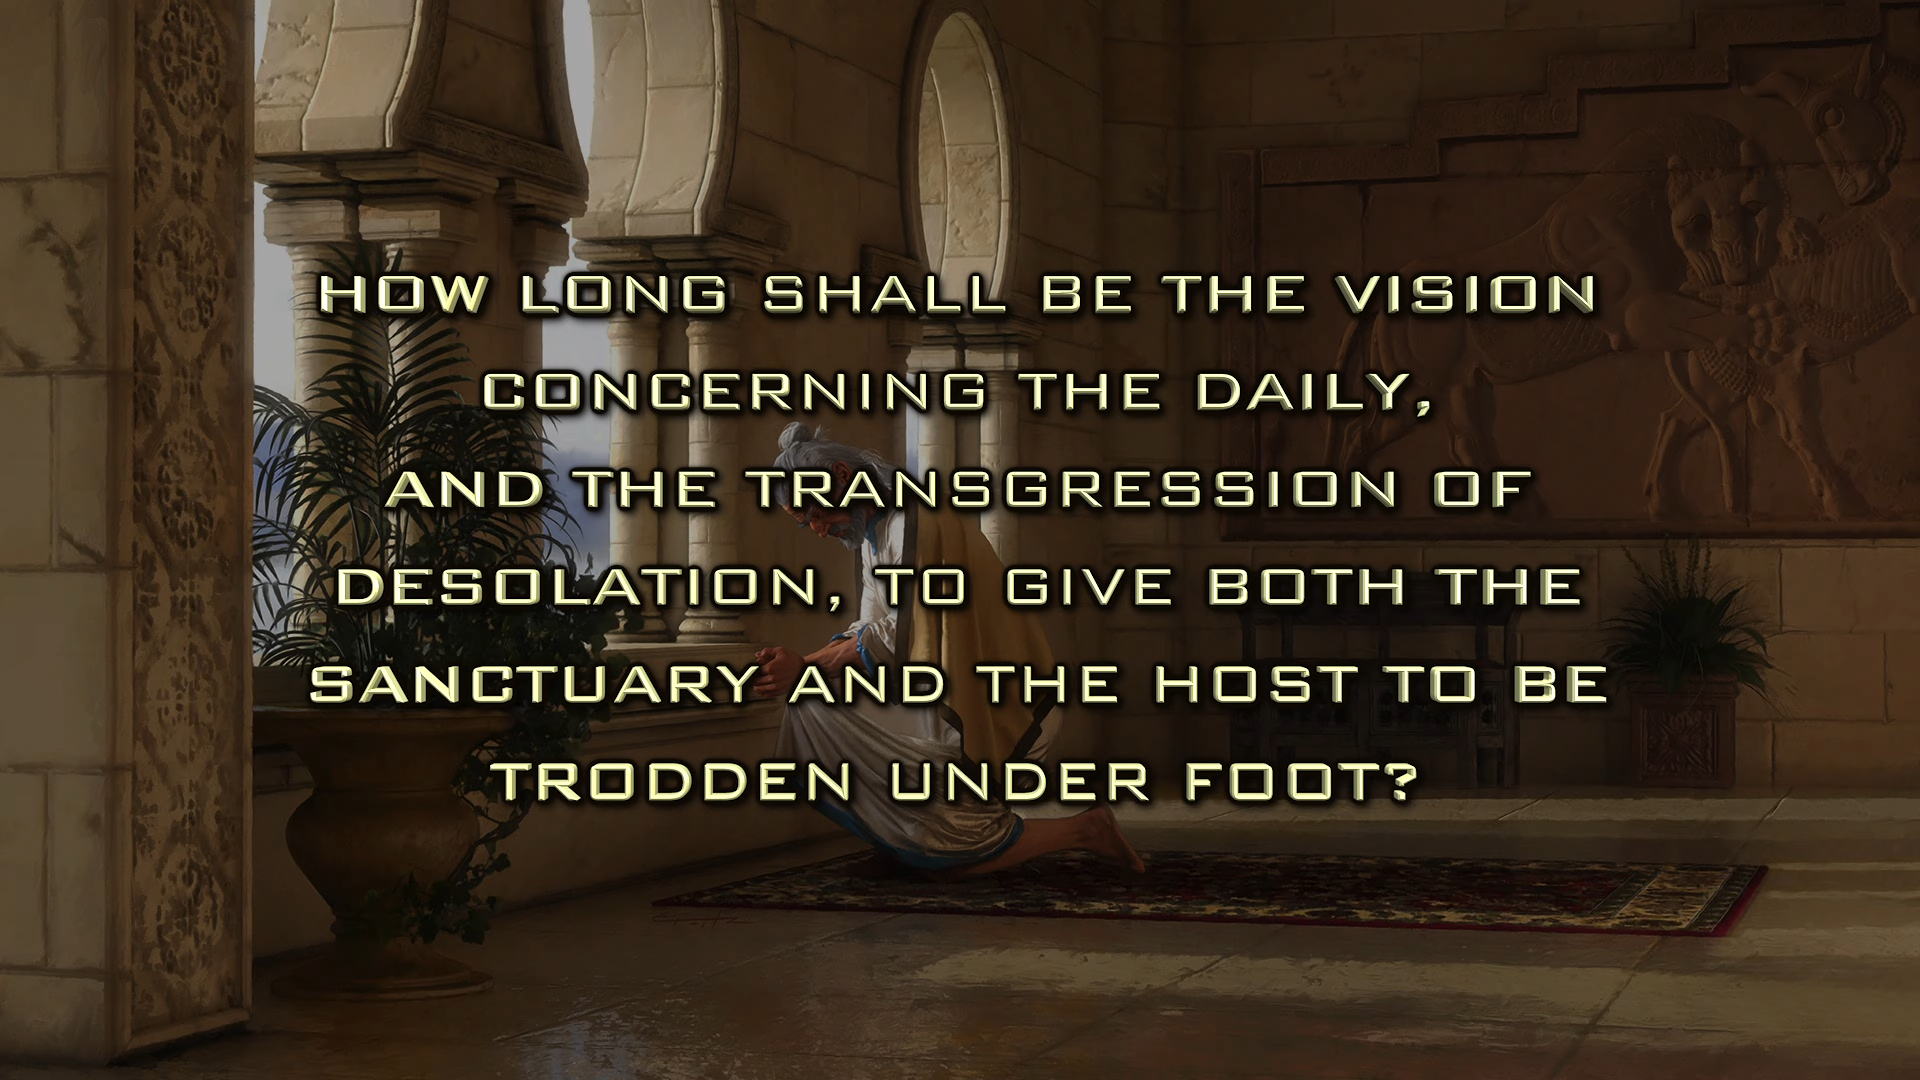 HOW LONG SHALL BE THE VISION
CONCERNING THE DAILY,
AND THE TRANSGRESSION OF
DESOLATION, TO GIVE BOTH THE
SANCTUARY AND THE HOST TO BE
TRODDEN UNDER FOOT?